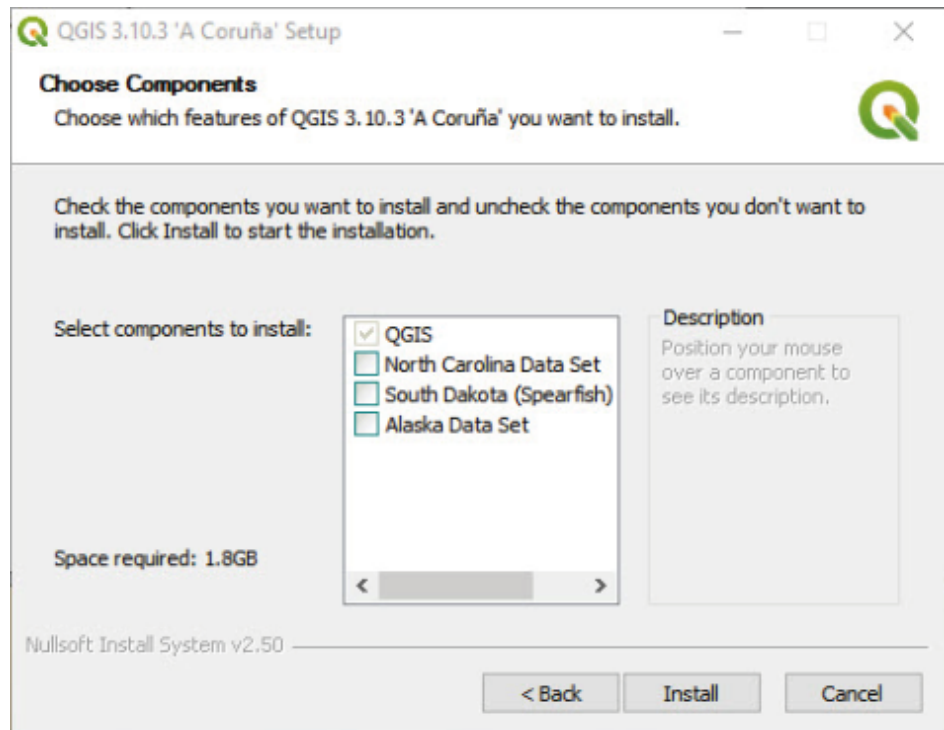 QGIS 3.10.3 'A Coruña' Setup
Choose Components
Choose which features of QGIS 3.10.3 'A Coruña' you want to install.
Check the components you want to install and uncheck the components you don't want to
install. Click Install to start the installation.
Select components to install:
QGIS
North Carolina Data Set
South Dakota (Spearfish)
Alaska Data Set
Description
Position your mouse
over a component to
see its description.
Space required: 1.8GB
Nullsoft Install System v2.50
< Back
Install
Cancel